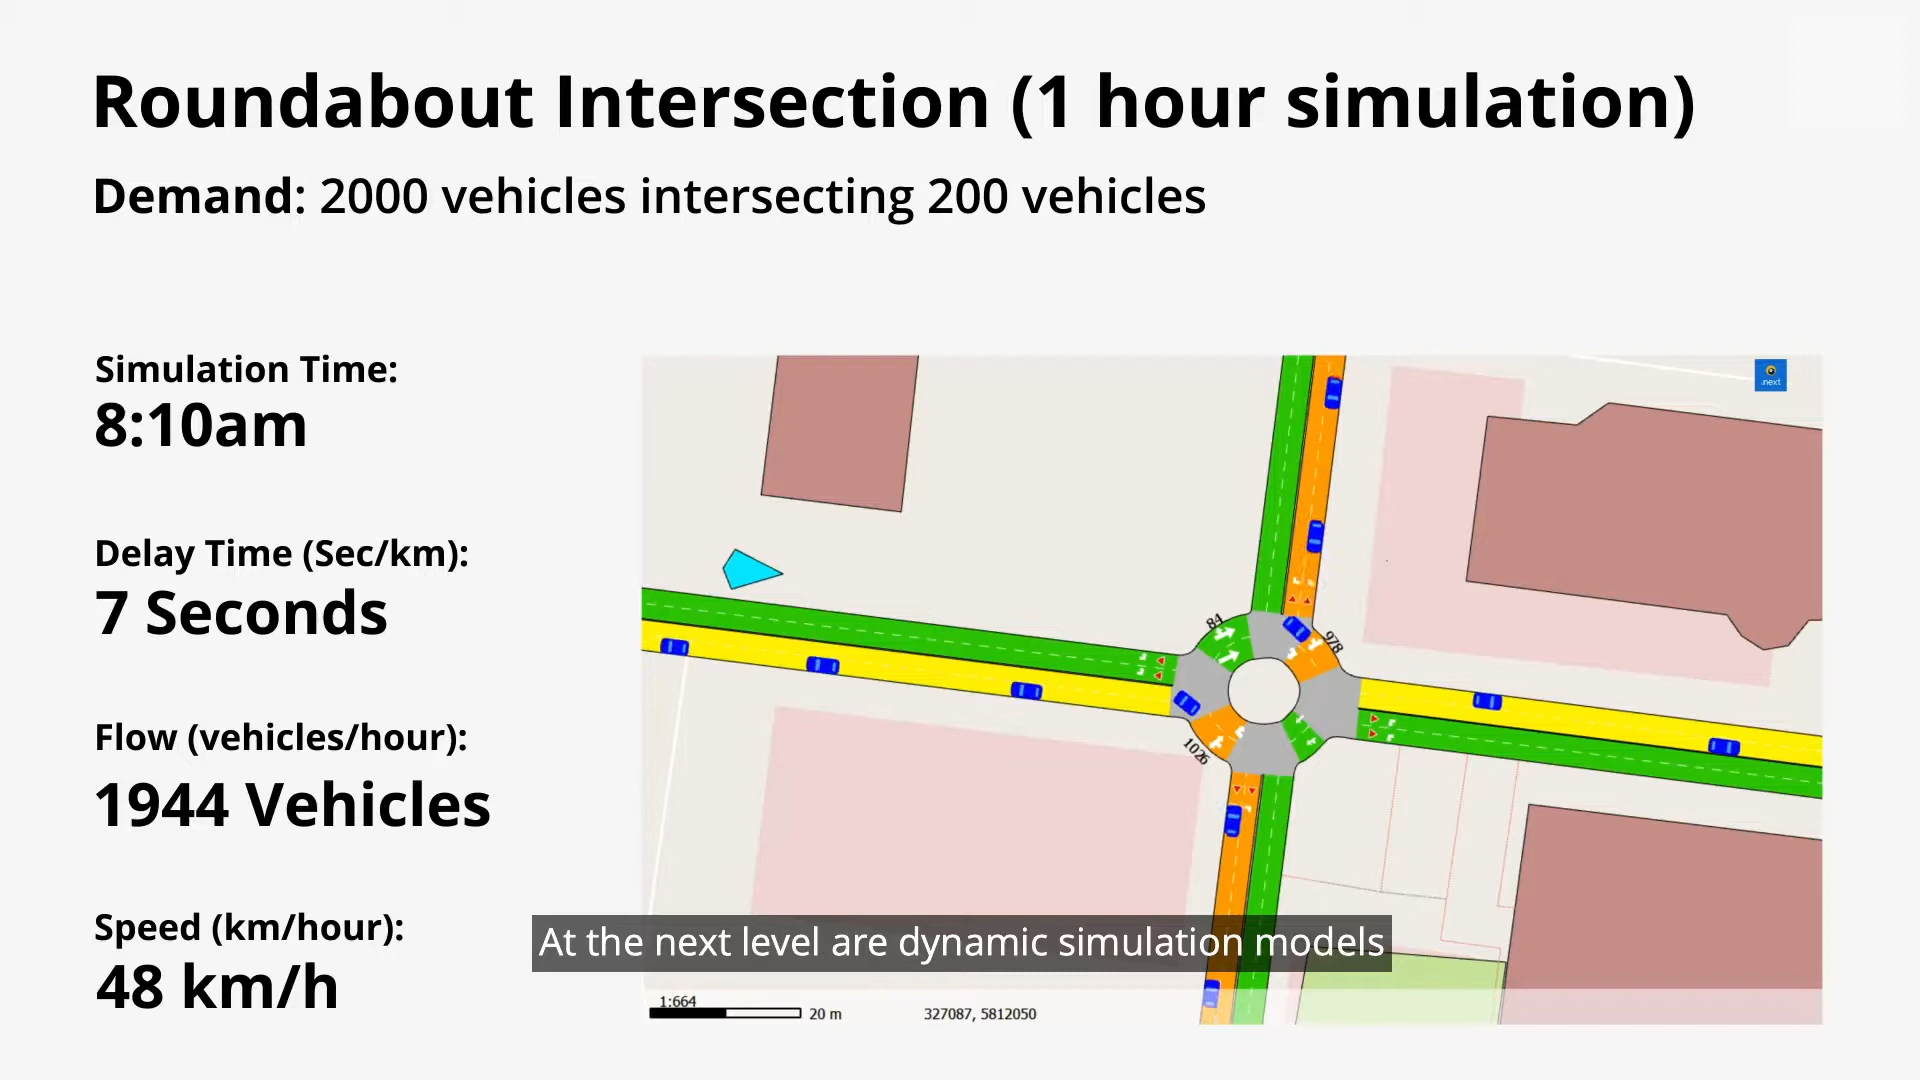 Roundabout Intersection (1 hour simulation)
Demand: 2000 vehicles intersecting 200 vehicles
Simulation Time:
8:10am
Delay Time (Sec/km):
7 Seconds
Flow (vehicles/hour):
1944 Vehicles
Speed (km/hour):
48 km/h
.next
84
978
1026
At the next level are dynamic simulation models
1:664
20 m
327087, 5812050